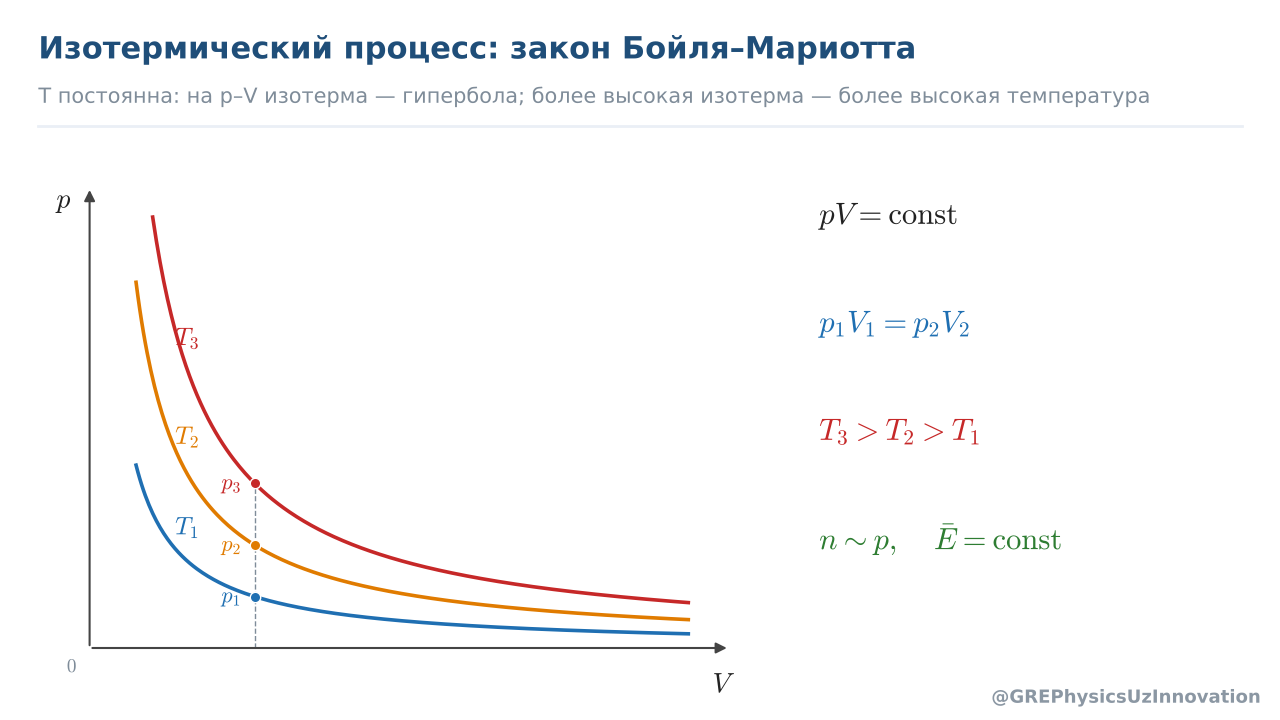 Изотермический процесс: закон Бойля–Мариотта
T постоянна: на p–V изотерма — гипербола; более высокая изотерма — более высокая температура
p
pV = const
p₁V₁ = p₂V₂
T₃
T₃ > T₂ > T₁
T₂
p₃
T₁
n ~ p, Ē = const
p₂
p₁
0
V
@GREPhysicsUzInnovation